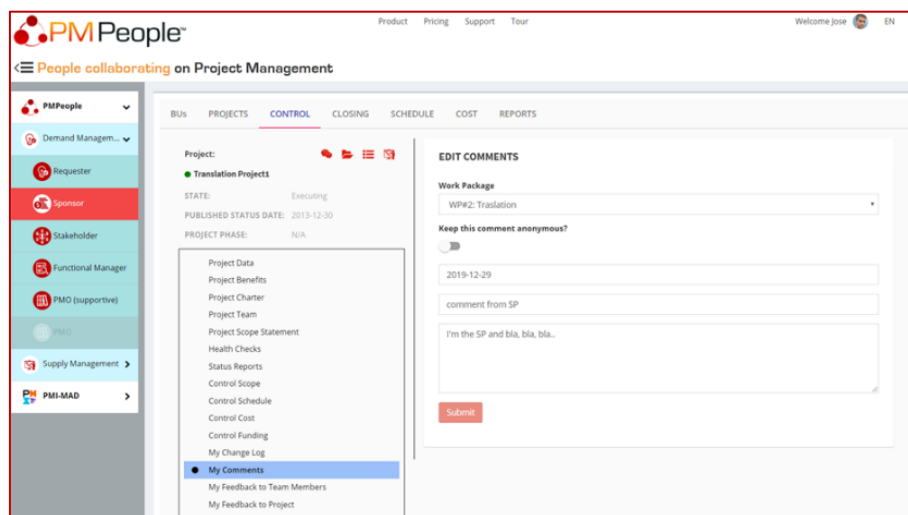 PMPeople™
Product Pricing Support Tour
Welcome Jose EN
People collaborating on Project Management
PMPeople
Demand Managem...
Requester
Sponsor
Stakeholder
Functional Manager
PMO (supportive)
PMO
Supply Management
PMI-MAD
BUs PROJECTS CONTROL CLOSING SCHEDULE COST REPORTS
Project:
Translation Project1
STATE: Executing
PUBLISHED STATUS DATE: 2013-12-30
PROJECT PHASE: N/A
Project Data
Project Benefits
Project Charter
Project Team
Project Scope Statement
Health Checks
Status Reports
Control Scope
Control Schedule
Control Cost
Control Funding
My Change Log
My Comments
My Feedback to Team Members
My Feedback to Project
EDIT COMMENTS
Work Package
WP#2: Traslation
Keep this comment anonymous?
2019-12-29
comment from SP
I'm the SP and bla, bla, bla..
Submit